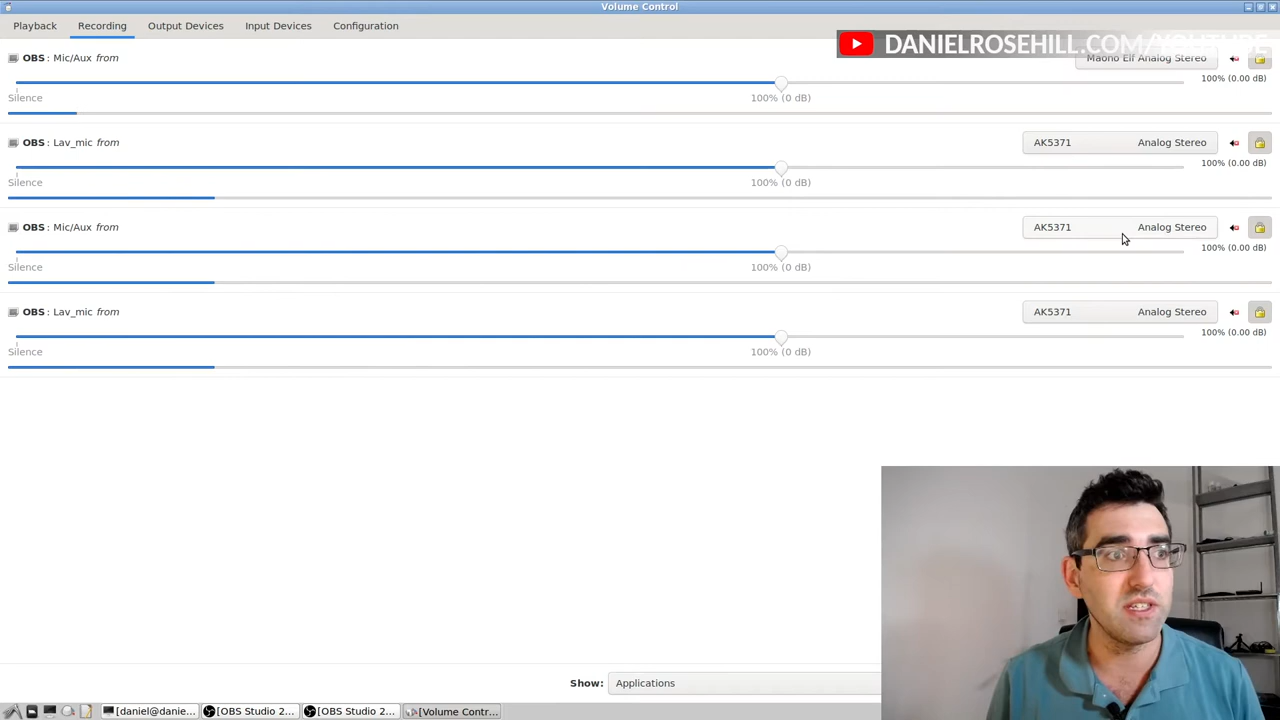 Volume Control
Playback
Recording
Output Devices
Input Devices
Configuration
DANIELROSEHILL.COM/YOUTUBE
OBS : Mic/Aux from
Maono Elf Analog Stereo
100% (0.00 dB)
Silence
100% (0 dB)
OBS : Lav_mic from
AK5371 Analog Stereo
100% (0.00 dB)
Silence
100% (0 dB)
OBS : Mic/Aux from
AK5371 Analog Stereo
100% (0.00 dB)
Silence
100% (0 dB)
OBS : Lav_mic from
AK5371 Analog Stereo
100% (0.00 dB)
Silence
100% (0 dB)
Show: Applications
[daniel@danie...
[OBS Studio 2...
[OBS Studio 2...
[Volume Contr...